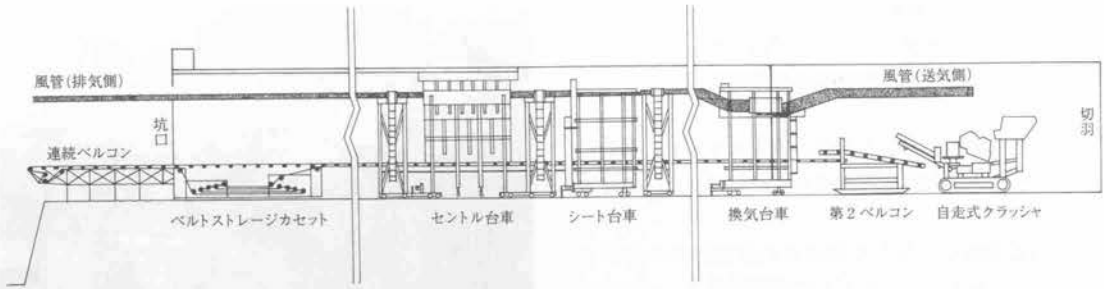 風管(排気側)
風管(送気側)
坑口
切羽
連続ベルコン
ベルトストレージカセット
セントル台車
シート台車
換気台車
第2ベルコン
自走式クラッシャ